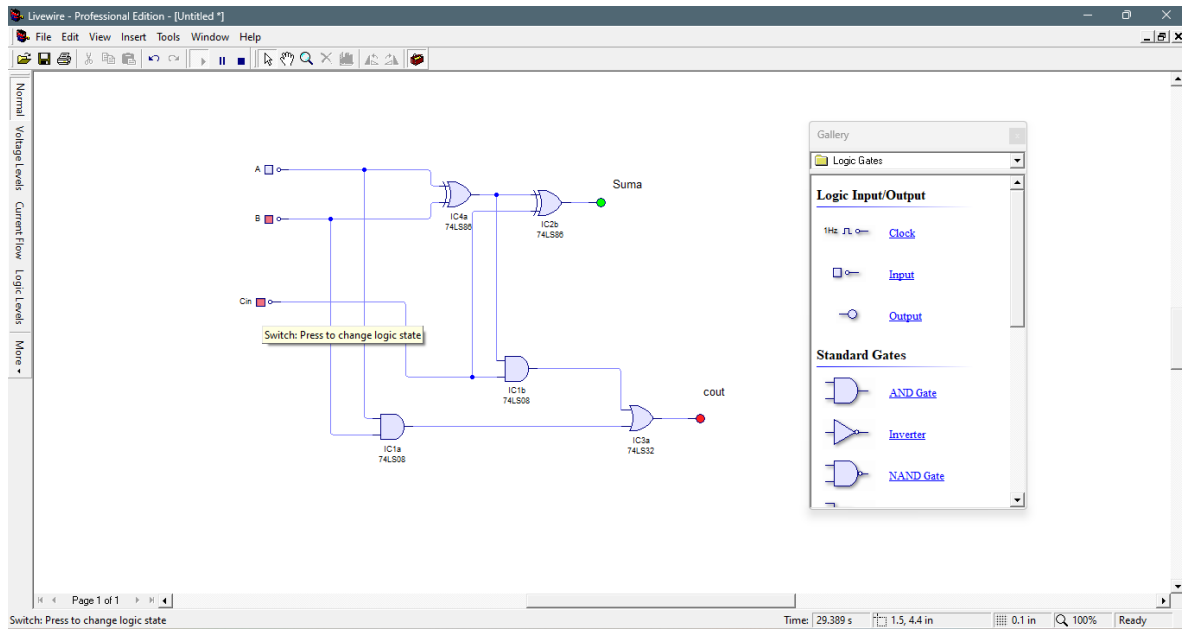 Livewire - Professional Edition - [Untitled *]
File Edit View Insert Tools Window Help
Normal
Voltage Levels
Current Flow
Logic Levels
More
A
B
Cin
Switch: Press to change logic state
IC4a
74LS86
IC2b
74LS86
Suma
IC1b
74LS08
IC1a
74LS08
IC3a
74LS32
cout
Gallery
Logic Gates
Logic Input/Output
1Hz
Clock
Input
Output
Standard Gates
AND Gate
Inverter
NAND Gate
Page 1 of 1
Switch: Press to change logic state
Time: 29.389 s
1.5, 4.4 in
0.1 in
100%
Ready